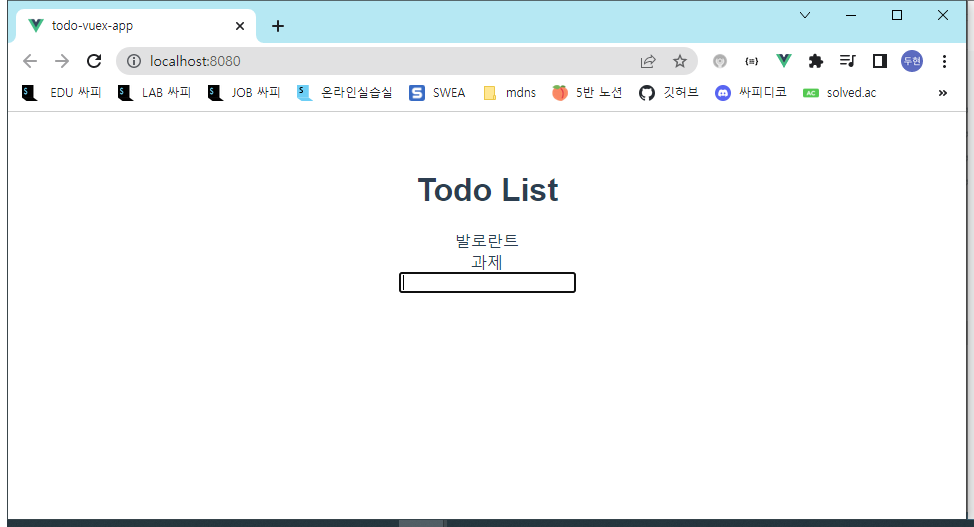 todo-vuex-app
localhost:8080
두현
EDU 싸피 LAB 싸피 JOB 싸피 온라인실습실 SWEA mdns 5반 노션 깃허브 싸피디코 solved.ac
Todo List
발로란트
과제